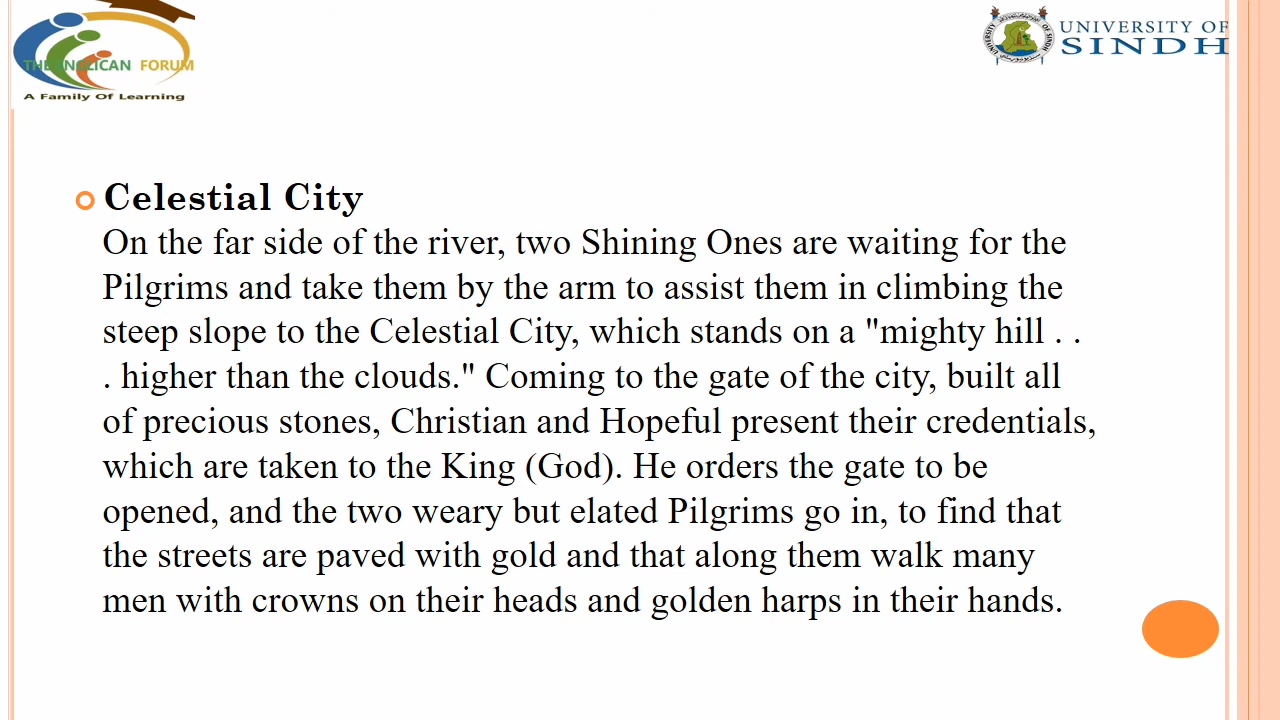 THE ANGLICAN FORUM
A Family Of Learning
UNIVERSITY OF
SINDH
Celestial City
On the far side of the river, two Shining Ones are waiting for the
Pilgrims and take them by the arm to assist them in climbing the
steep slope to the Celestial City, which stands on a "mighty hill . .
. higher than the clouds." Coming to the gate of the city, built all
of precious stones, Christian and Hopeful present their credentials,
which are taken to the King (God). He orders the gate to be
opened, and the two weary but elated Pilgrims go in, to find that
the streets are paved with gold and that along them walk many
men with crowns on their heads and golden harps in their hands.